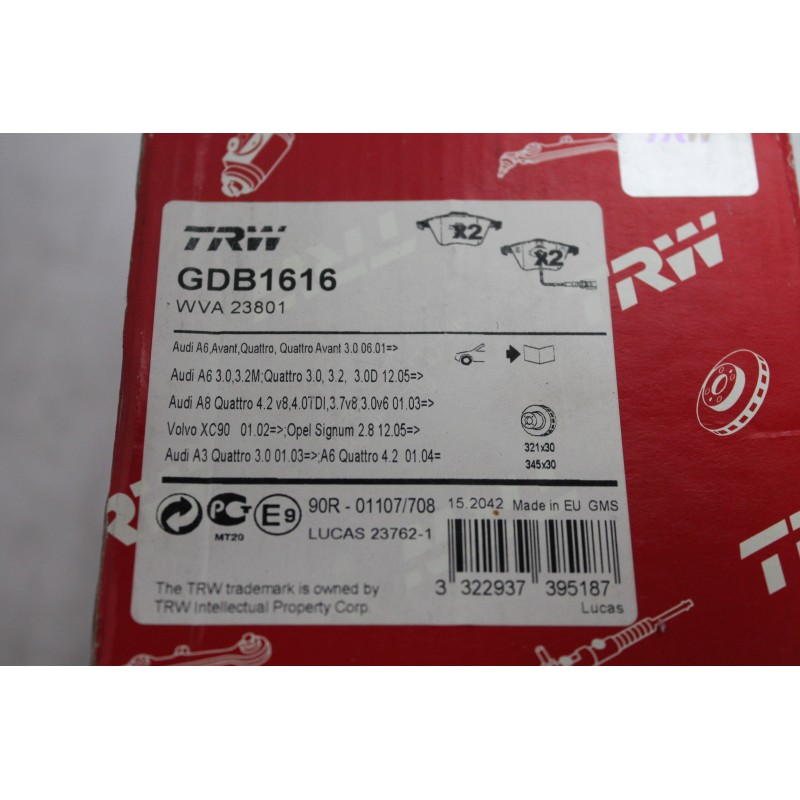 TRW
TRW
X2
GDB1616
X2
WVA 23801
TRW
Audi A6,Avant,Quattro, Quattro Avant 3.0 06.01=>
Audi A6 3.0,3.2M;Quattro 3.0, 3.2, 3.0D 12.05=>
Audi A8 Quattro 4.2 v8,4.0TDI,3.7v8,3.0v6 01.03=>
Volvo XC90 01.02=>;Opel Signum 2.8 12.05=>
321x30
Audi A3 Quattro 3.0 01.03=>;A6 Quattro 4.2 01.04=
345x30
PCT
MT20
E9
90R - 01107/708
15.2042 Made in EU GMS
LUCAS 23762-1
3 322937 395187
Lucas
The TRW trademark is owned by
TRW Intellectual Property Corp.